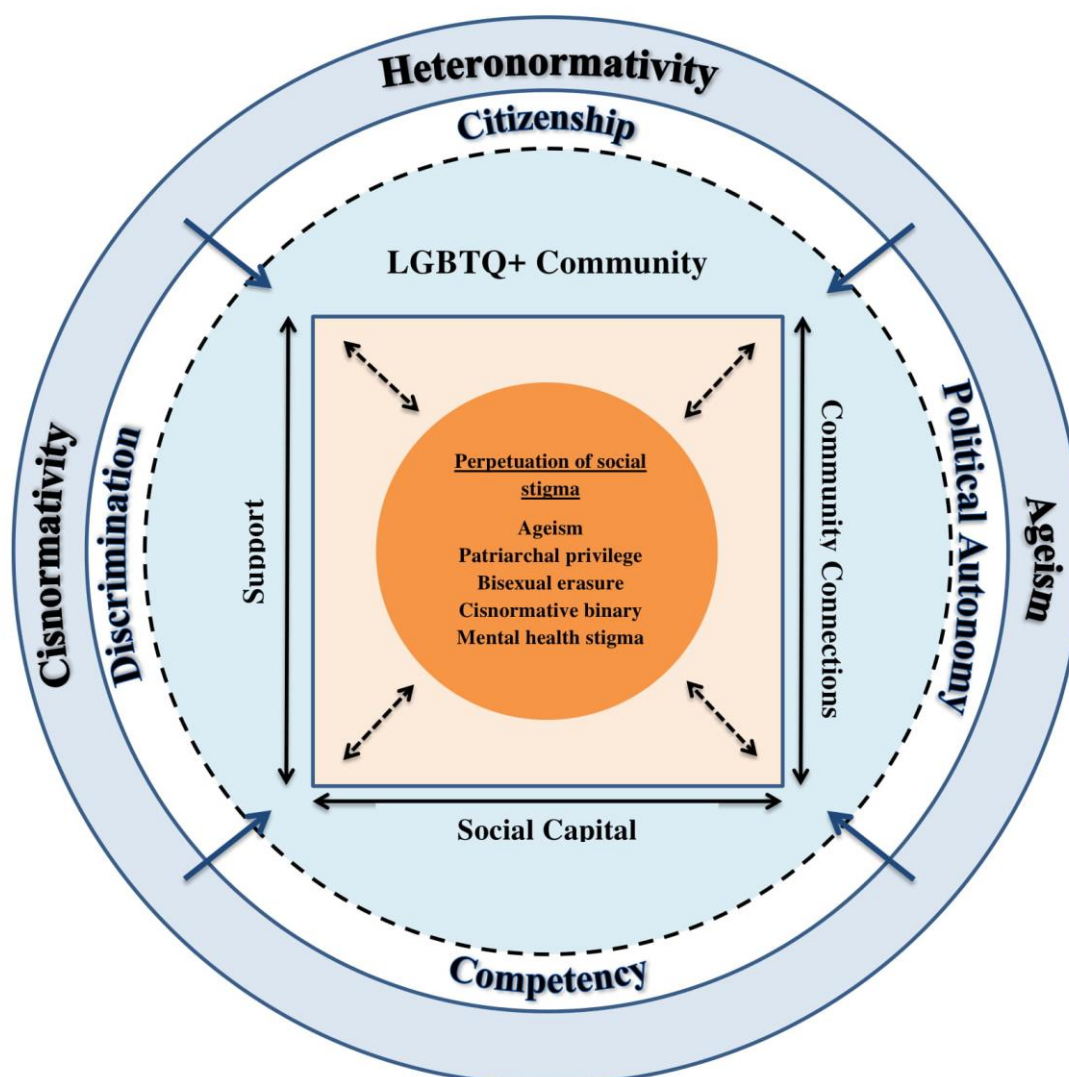 Heteronormativity
Citizenship
LGBTQ+ Community
Cisnormativity
Discrimination
Support
Perpetuation of social
stigma
Ageism
Patriarchal privilege
Bisexual erasure
Cisnormative binary
Mental health stigma
Community Connections
Political Autonomy
Ageism
Social Capital
Competency